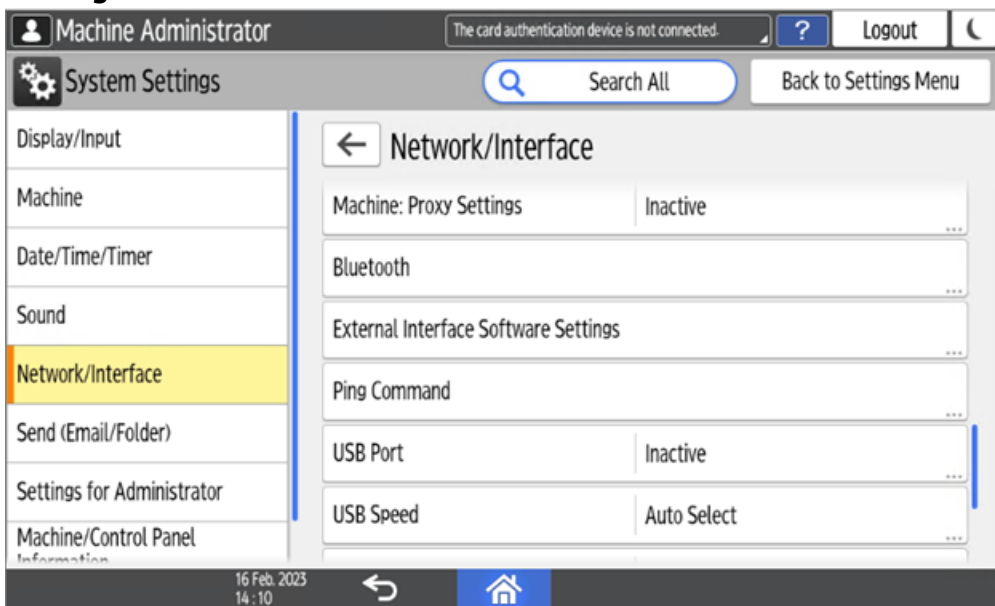 Machine Administrator
The card authentication device is not connected.
?
Logout
System Settings
Search All
Back to Settings Menu
Display/Input
Machine
Date/Time/Timer
Sound
Network/Interface
Send (Email/Folder)
Settings for Administrator
Machine/Control Panel
Information
Network/Interface
Machine: Proxy Settings Inactive
Bluetooth
External Interface Software Settings
Ping Command
USB Port Inactive
USB Speed Auto Select
16 Feb. 2023
14:10